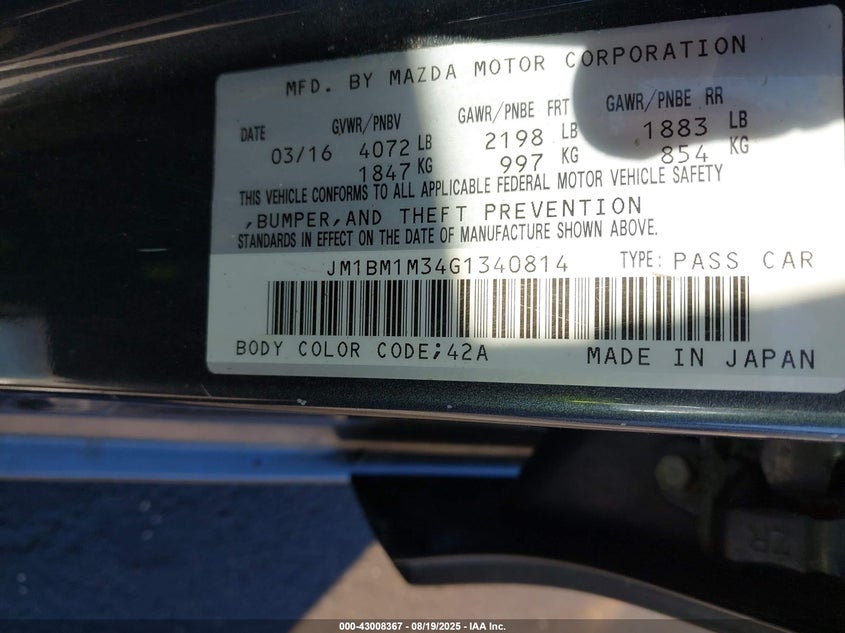 MFD. BY MAZDA MOTOR CORPORATION
DATE GVWR/PNBV GAWR/PNBE FRT GAWR/PNBE RR
03/16 4072 LB 2198 LB 1883 LB
1847 KG 997 KG 854 KG
THIS VEHICLE CONFORMS TO ALL APPLICABLE FEDERAL MOTOR VEHICLE SAFETY
,BUMPER,AND THEFT PREVENTION
STANDARDS IN EFFECT ON THE DATE OF MANUFACTURE SHOWN ABOVE.
JM1BM1M34G1340814 TYPE: PASS CAR
BODY COLOR CODE;42A MADE IN JAPAN
ZR
000-43008367 - 08/19/2025 - IAA Inc.